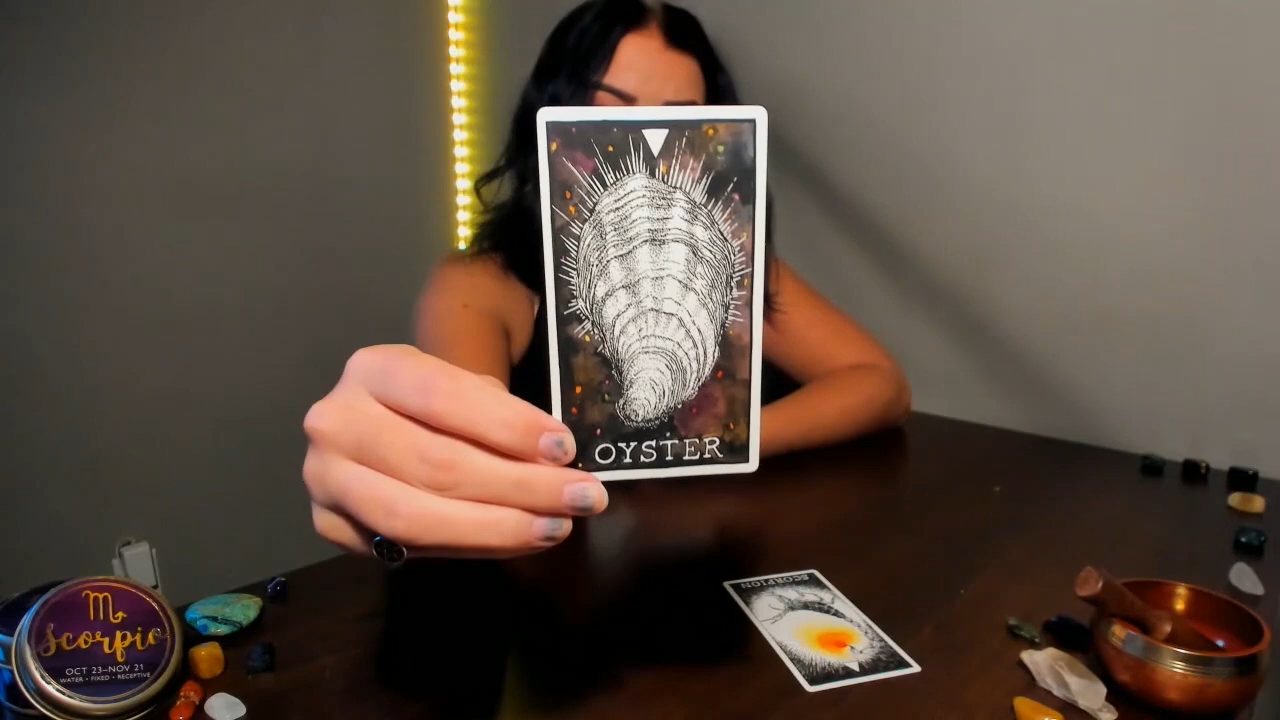 OYSTER
SCORPION
♏
Scorpio
OCT 23–NOV 21
WATER • FIXED • RECEPTIVE